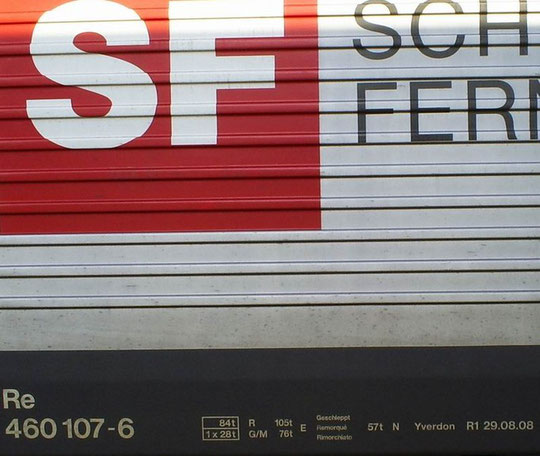 SF
SCH
FERN
Re
460 107-6
84t
1 x 28t
R 105t
G/M 76t
E
Geschleppt
Remorqué
Rimorchiato
57t N Yverdon R1 29.08.08